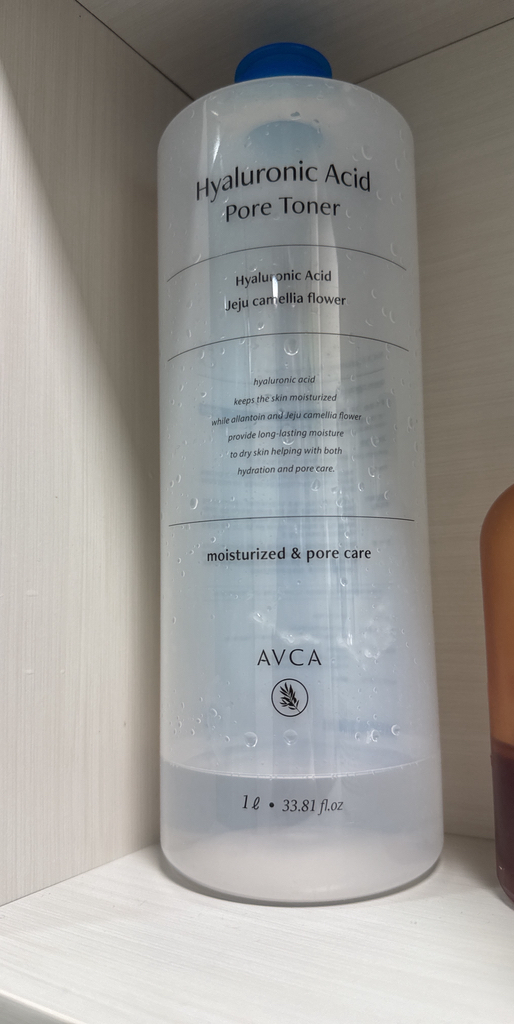 Hyaluronic Acid
Pore Toner
Hyaluronic Acid
Jeju camellia flower
hyaluronic acid
keeps the skin moisturized
while allantoin and Jeju camellia flower
provide long-lasting moisture
to dry skin helping with both
hydration and pore care.
moisturized & pore care
AVCA
1ℓ • 33.81 fl.oz